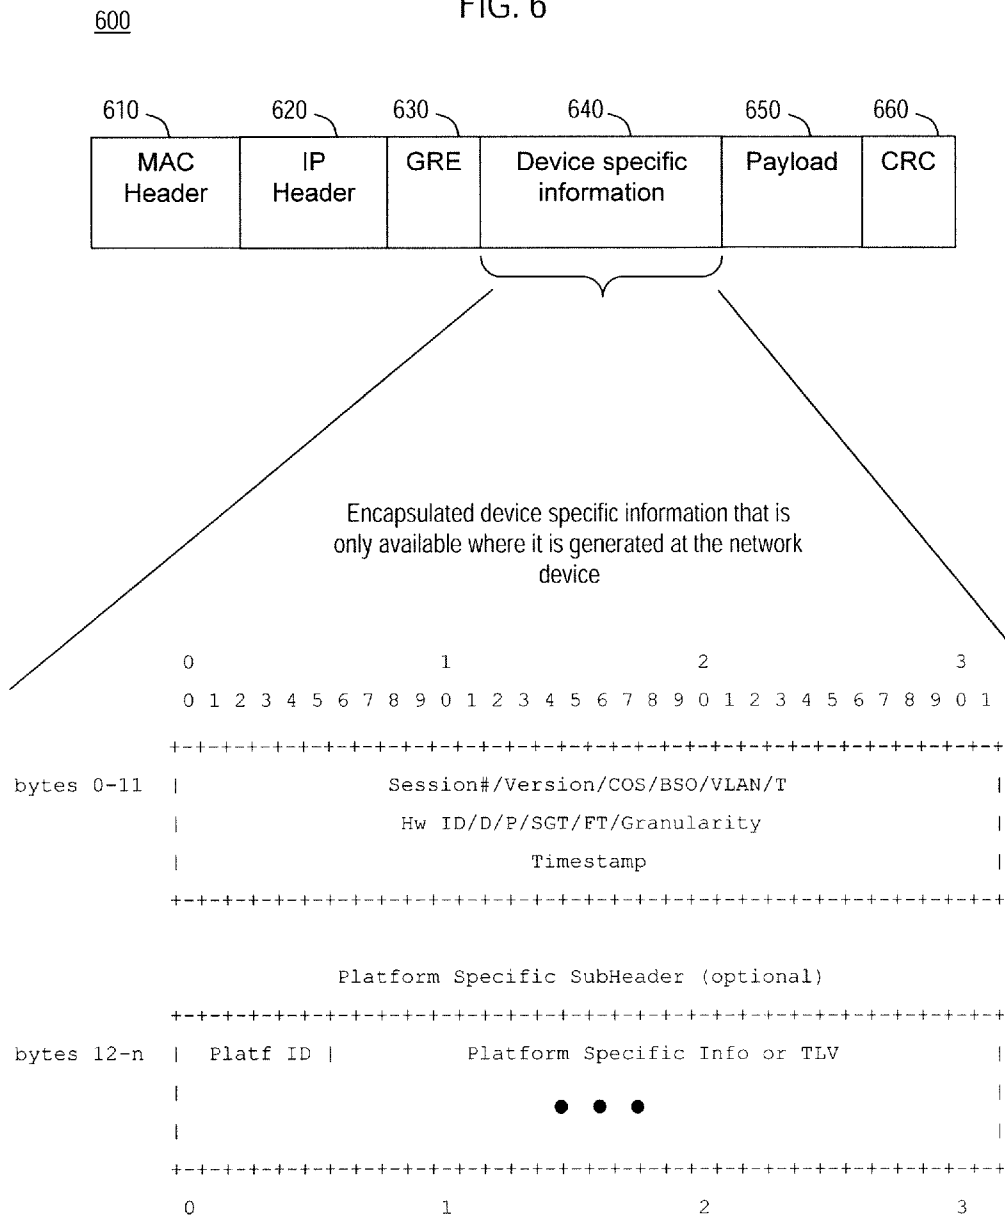 FIG. 6
600
610 620 630 640 650 660
MAC Header
IP Header
GRE
Device specific information
Payload
CRC
Encapsulated device specific information that is
only available where it is generated at the network
device
0 1 2 3
0 1 2 3 4 5 6 7 8 9 0 1 2 3 4 5 6 7 8 9 0 1 2 3 4 5 6 7 8 9 0 1
+-+-+-+-+-+-+-+-+-+-+-+-+-+-+-+-+-+-+-+-+-+-+-+-+-+-+-+-+-+-+-+-+
bytes 0-11 | Session#/Version/COS/BSO/VLAN/T |
| Hw ID/D/P/SGT/FT/Granularity |
| Timestamp |
+-+-+-+-+-+-+-+-+-+-+-+-+-+-+-+-+-+-+-+-+-+-+-+-+-+-+-+-+-+-+-+-+
Platform Specific SubHeader (optional)
+-+-+-+-+-+-+-+-+-+-+-+-+-+-+-+-+-+-+-+-+-+-+-+-+-+-+-+-+-+-+-+-+
bytes 12-n | Platf ID | Platform Specific Info or TLV |
| ● ● ● |
| |
+-+-+-+-+-+-+-+-+-+-+-+-+-+-+-+-+-+-+-+-+-+-+-+-+-+-+-+-+-+-+-+-+
0 1 2 3